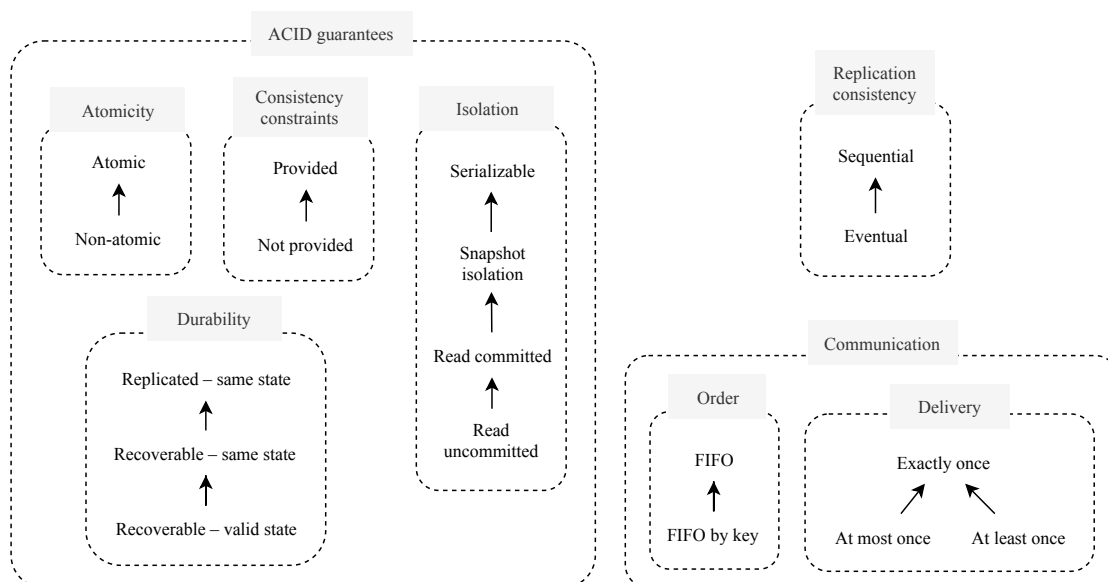 ACID guarantees
Atomicity
Atomic
Non-atomic
Consistency
constraints
Provided
Not provided
Isolation
Serializable
Snapshot
isolation
Read committed
Read
uncommitted
Durability
Replicated – same state
Recoverable – same state
Recoverable – valid state
Replication
consistency
Sequential
Eventual
Communication
Order
FIFO
FIFO by key
Delivery
Exactly once
At most once
At least once